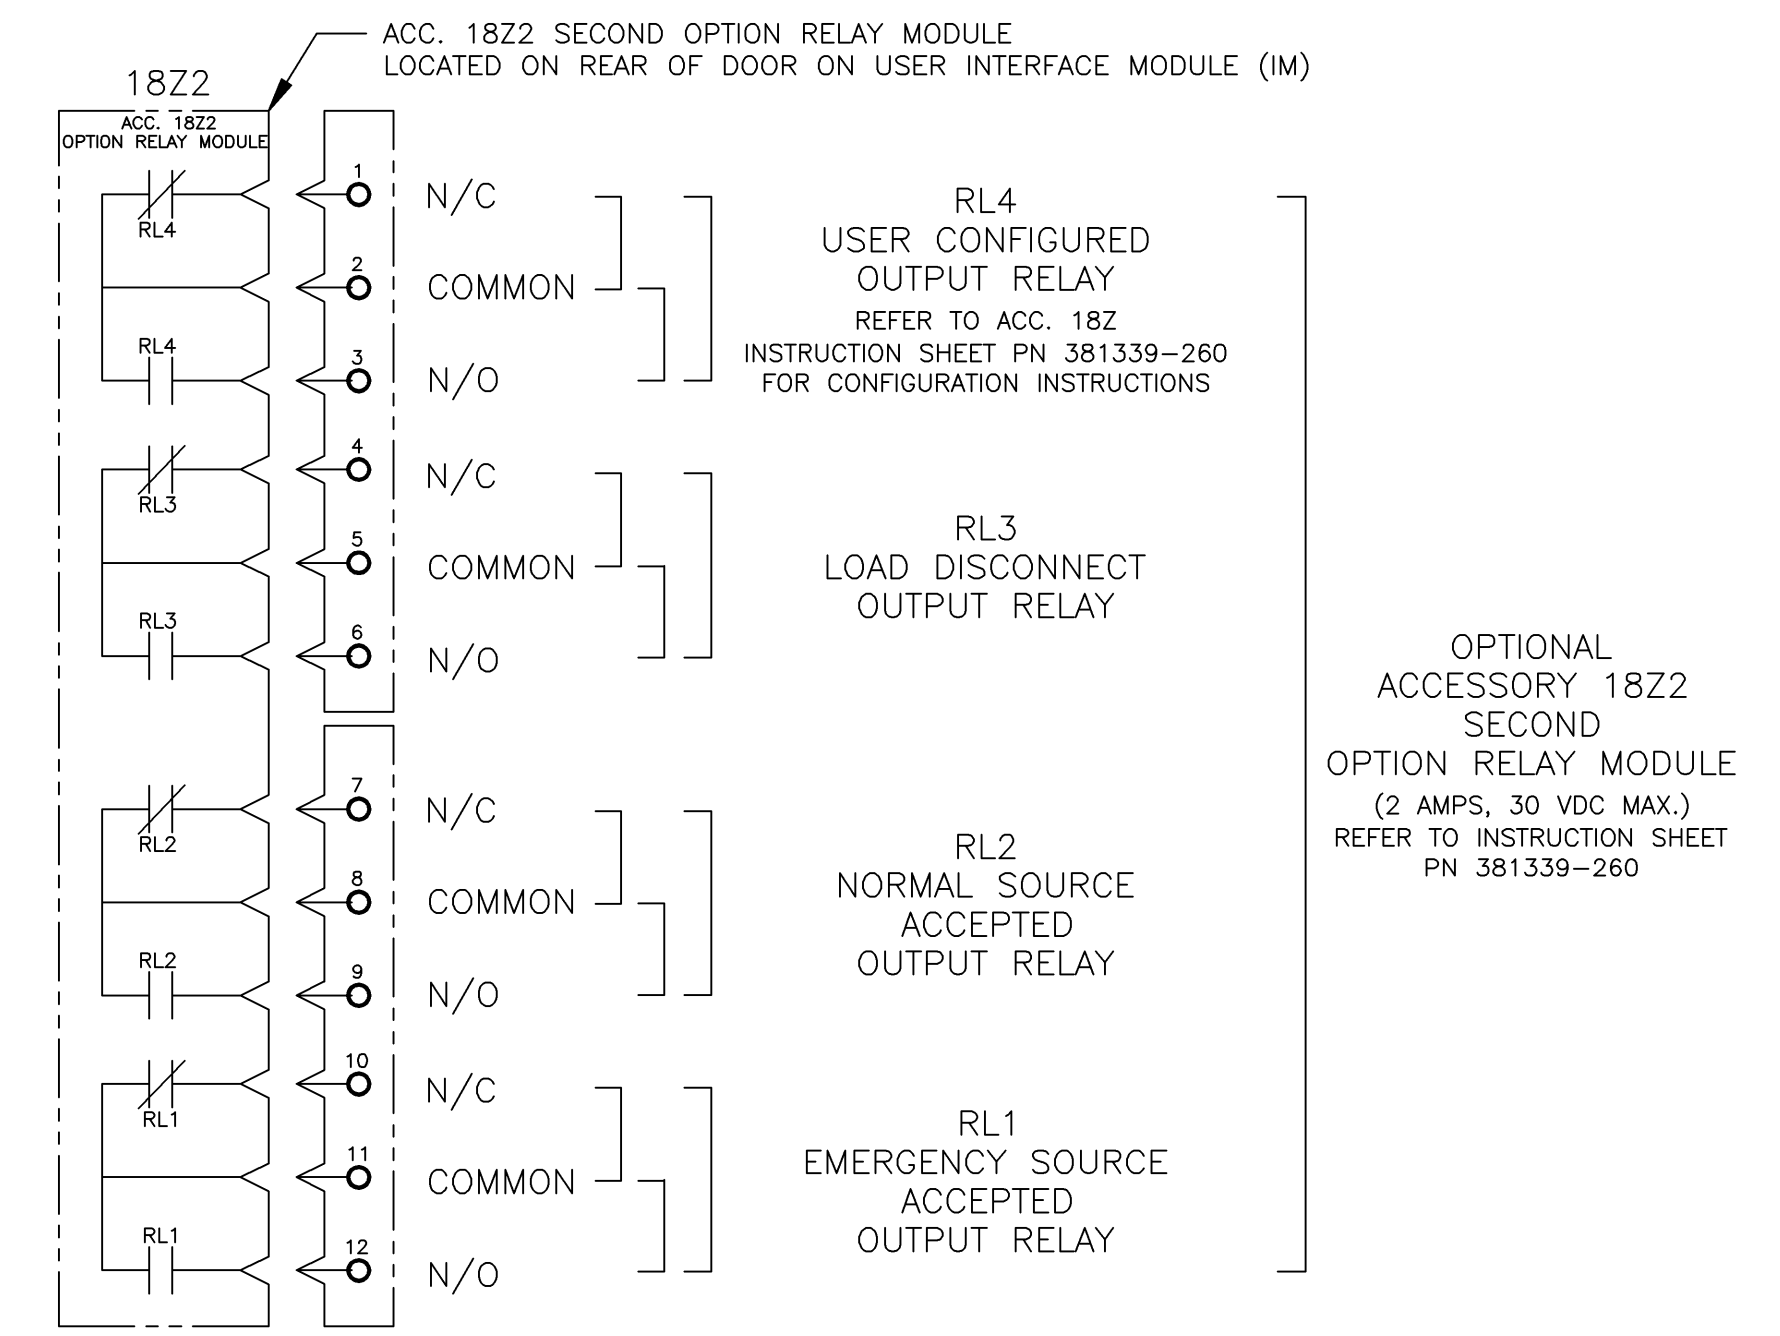 ACC. 18Z2 SECOND OPTION RELAY MODULE
LOCATED ON REAR OF DOOR ON USER INTERFACE MODULE (IM)
18Z2
ACC. 18Z2
OPTION RELAY MODULE
RL4
1
N/C
2
COMMON
RL4
3
N/O
RL4
USER CONFIGURED
OUTPUT RELAY
REFER TO ACC. 18Z
INSTRUCTION SHEET PN 381339-260
FOR CONFIGURATION INSTRUCTIONS
RL3
4
N/C
5
COMMON
RL3
6
N/O
RL3
LOAD DISCONNECT
OUTPUT RELAY
RL2
7
N/C
8
COMMON
RL2
9
N/O
RL2
NORMAL SOURCE
ACCEPTED
OUTPUT RELAY
RL1
10
N/C
11
COMMON
RL1
12
N/O
RL1
EMERGENCY SOURCE
ACCEPTED
OUTPUT RELAY
OPTIONAL
ACCESSORY 18Z2
SECOND
OPTION RELAY MODULE
(2 AMPS, 30 VDC MAX.)
REFER TO INSTRUCTION SHEET
PN 381339-260